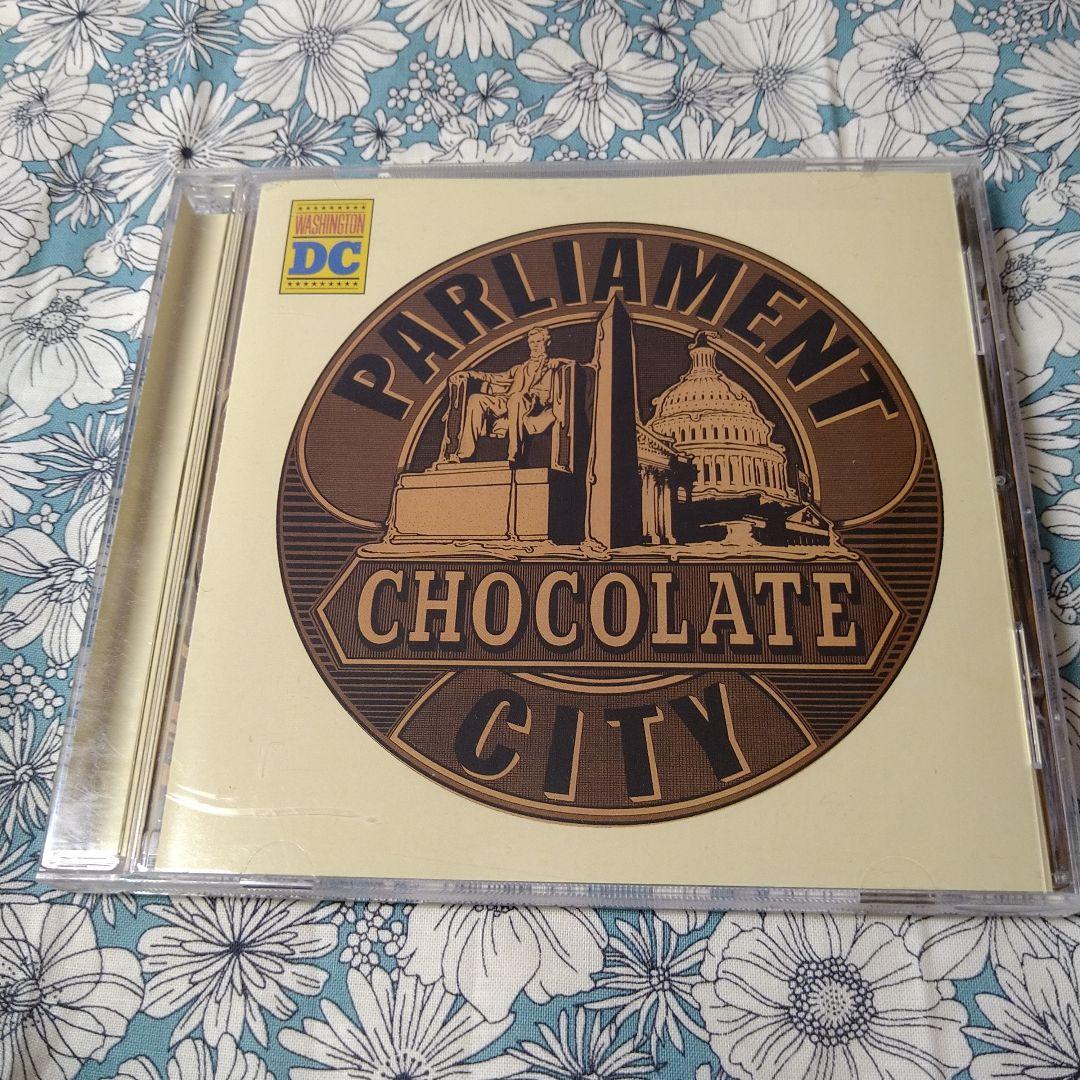 WASHINGTON
DC
PARLIAMENT
CHOCOLATE
CITY